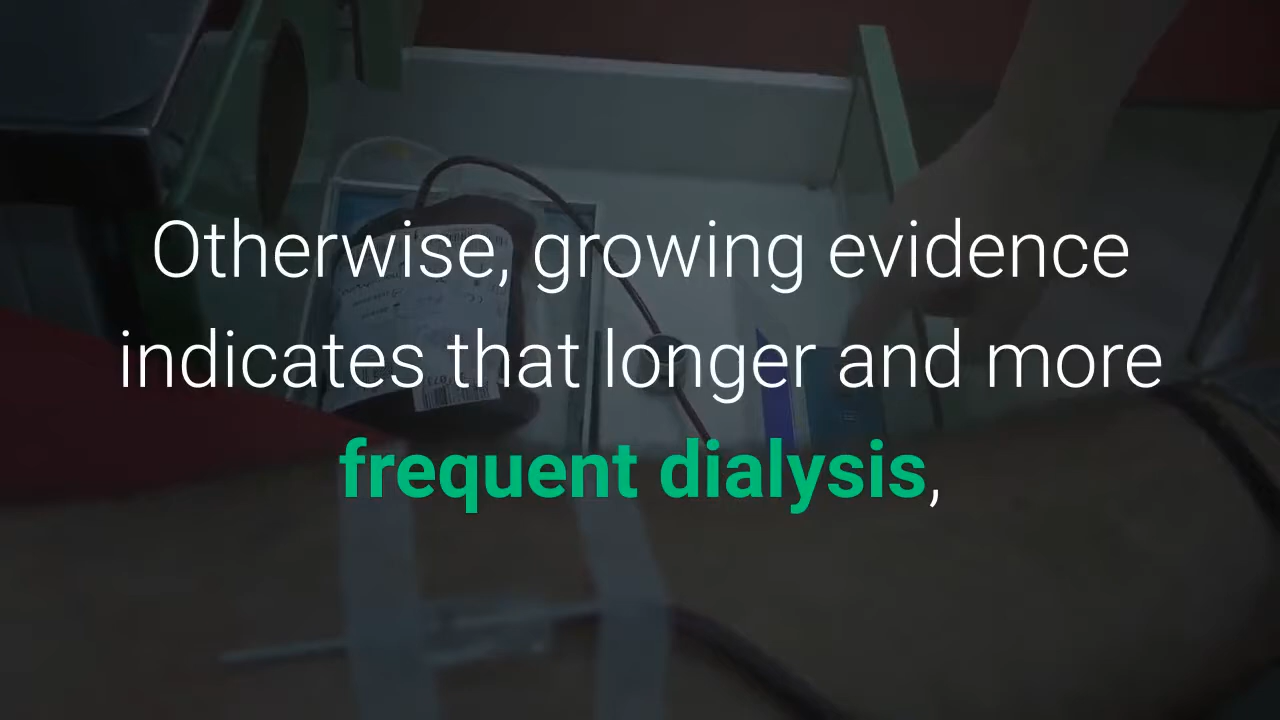 Otherwise, growing evidence
indicates that longer and more
frequent dialysis,